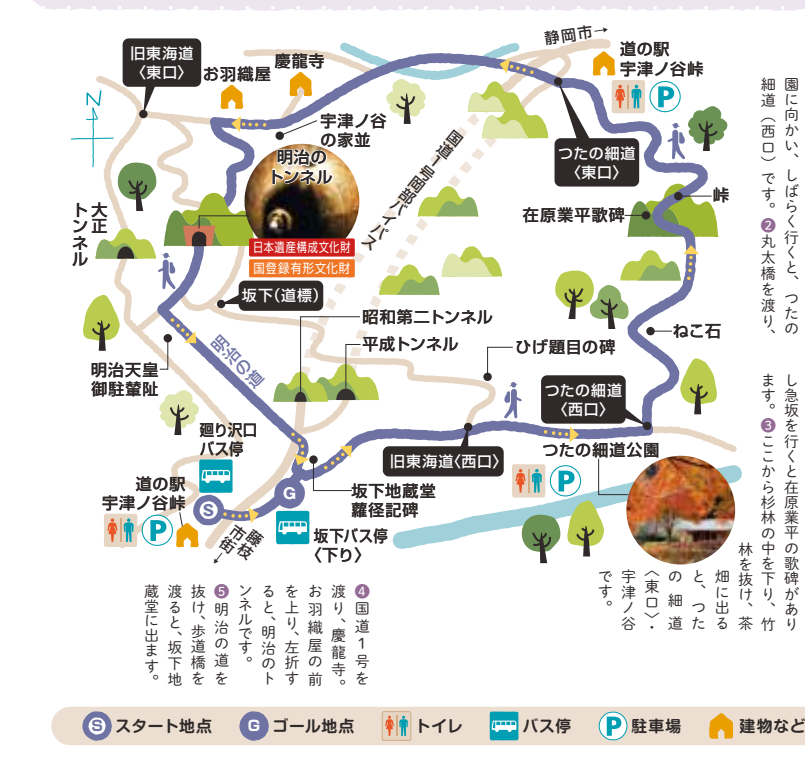 静岡市→
旧東海道
〈東口〉
お羽織屋
慶龍寺
道の駅
宇津ノ谷峠
P
宇津ノ谷
の家並
明治の
トンネル
日本遺産構成文化財
国登録有形文化財
国道1号岡部バイパス
つたの細道
〈東口〉
峠
在原業平歌碑
大正
トンネル
坂下(道標)
昭和第二トンネル
平成トンネル
ひげ題目の碑
ねこ石
明治の道
明治天皇
御駐輦阯
つたの細道
〈西口〉
旧東海道〈西口〉
つたの細道公園
P
廻り沢口
バス停
道の駅
宇津ノ谷峠
P
S
G
坂下地蔵堂
蘿径記碑
坂下バス停
〈下り〉
藤枝
市街
→
N
園に向かい、しばらく行くと、つたの
細道（西口）です。❷丸太橋を渡り、
し急坂を行くと在原業平の歌碑があり
ます。❸ここから杉林の中を下り、竹
林を抜け、茶
畑に出る
と、つた
の細道
〈東口〉・
宇津ノ谷
です。
❹国道1号を
渡り、慶龍寺。
お羽織屋の前
を上り、左折す
ると、明治のト
ンネルです。
❺明治の道を
抜け、歩道橋を
渡ると、坂下地
蔵堂に出ます。
S スタート地点
G ゴール地点
トイレ
バス停
P 駐車場
建物など